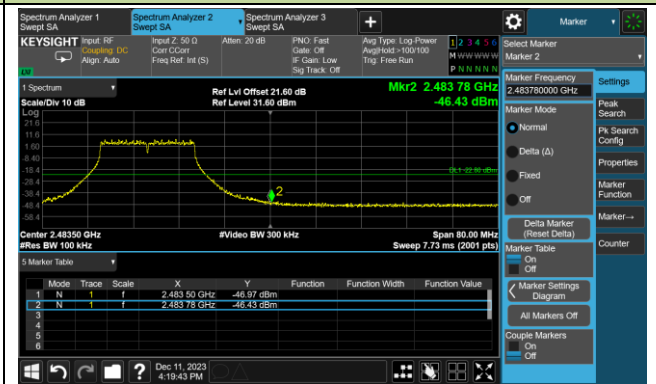 Spectrum Analyzer 1
Swept SA
Spectrum Analyzer 2
Swept SA
Spectrum Analyzer 3
Swept SA
Marker
KEYSIGHT
Input: RF
Coupling: DC
Align: Auto
Input Z: 50 Ω
Corr CCorr
Freq Ref: Int (S)
Atten: 20 dB
PNO: Fast
Gate: Off
IF Gain: Low
Sig Track: Off
Avg Type: Log-Power
Avg|Hold:>100/100
Trig: Free Run
1 2 3 4 5 6
M W W W W W
P N N N N N
LW
Select Marker
Marker 2
1 Spectrum
Scale/Div 10 dB
Log
Ref Lvl Offset 21.60 dB
Ref Level 31.60 dBm
Mkr2 2.483 78 GHz
-46.43 dBm
21.6
11.6
1.60
-8.40
-18.4
-28.4
-38.4
-48.4
-58.4
DL1 -22.90 dBm
2
Center 2.48350 GHz
#Res BW 100 kHz
#Video BW 300 kHz
Span 80.00 MHz
Sweep 7.73 ms (2001 pts)
5 Marker Table
Mode Trace Scale X Y Function Function Width Function Value
1 N 1 f 2.483 50 GHz -46.97 dBm
2 N 1 f 2.483 78 GHz -46.43 dBm
3
4
5
6
Marker Frequency
2.483780000 GHz
Marker Mode
Normal
Delta (Δ)
Fixed
Off
Delta Marker
(Reset Delta)
Marker Table
On
Off
Marker Settings
Diagram
All Markers Off
Couple Markers
On
Off
Settings
Peak
Search
Pk Search
Config
Properties
Marker
Function
Marker→
Counter
?
Dec 11, 2023
4:19:43 PM